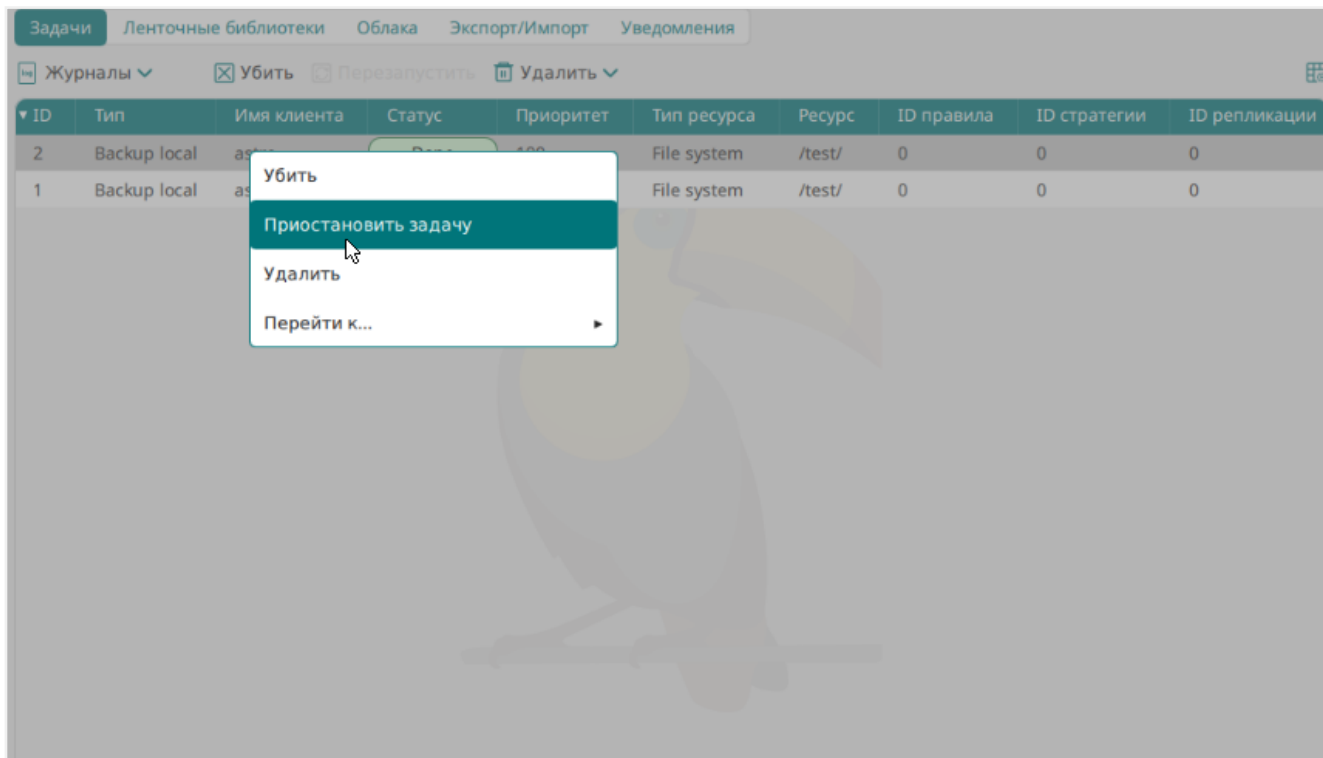 Задачи Ленточные библиотеки Облака Экспорт/Импорт Уведомления
Журналы Убить Перезапустить Удалить
ID Тип Имя клиента Статус Приоритет Тип ресурса Ресурс ID правила ID стратегии ID репликации
2 Backup local File system /test/ 0 0 0
Убить
1 Backup local File system /test/ 0 0 0
Приостановить задачу
Удалить
Перейти к...